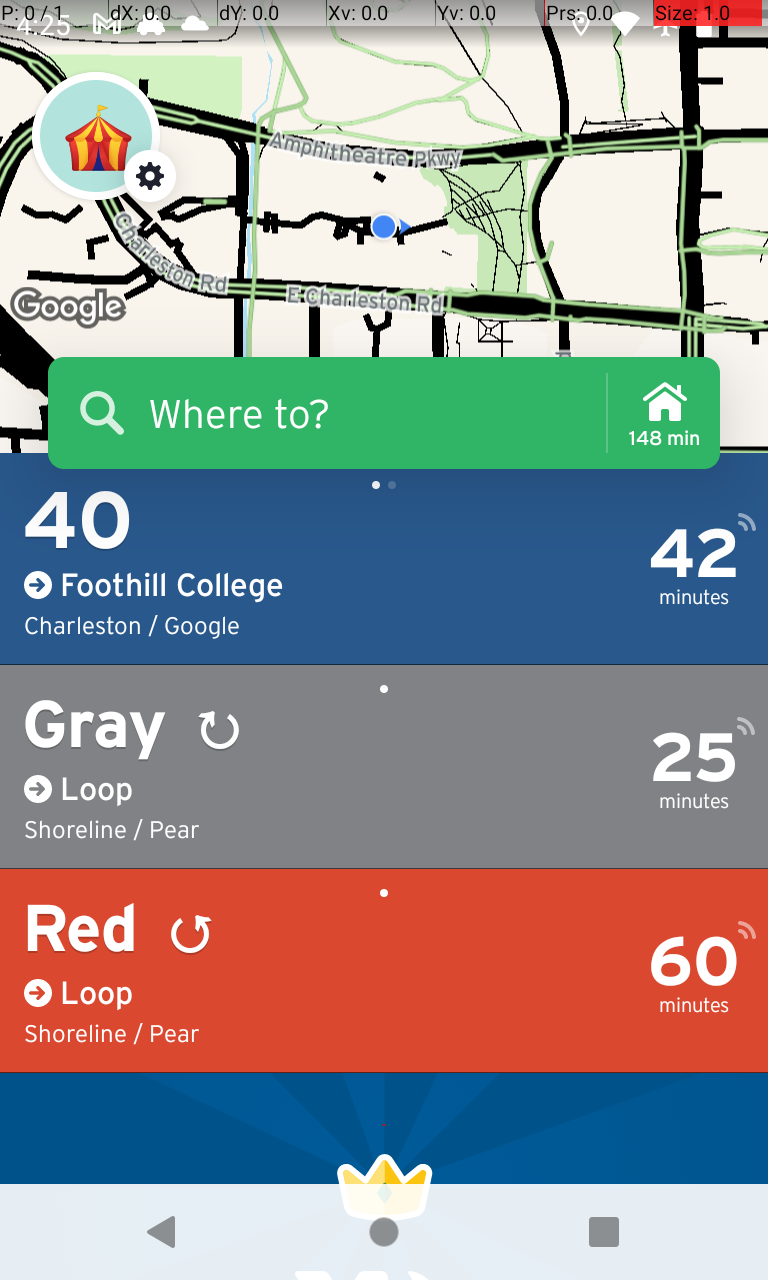 P: 0 / 1 dX: 0.0 dY: 0.0 Xv: 0.0 Yv: 0.0 Prs: 0.0 Size: 1.0
4:25
Amphitheatre Pkwy
Charleston Rd
E Charleston Rd
Google
Where to?
148 min
40
Foothill College
Charleston / Google
42
minutes
Gray
Loop
Shoreline / Pear
25
minutes
Red
Loop
Shoreline / Pear
60
minutes